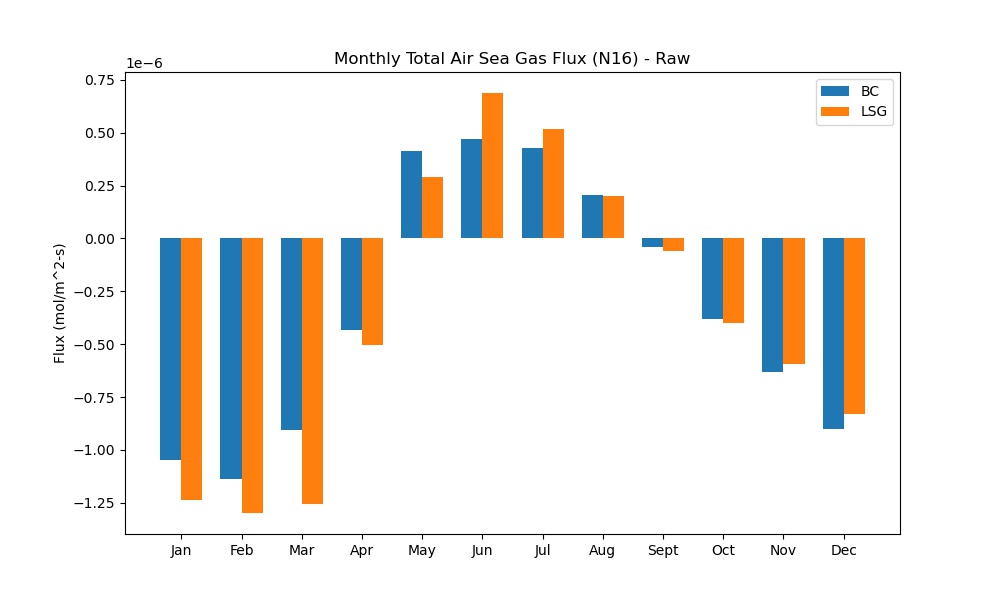 Monthly Total Air Sea Gas Flux (N16) - Raw
1e−6
BC
LSG
Flux (mol/m^2-s)
0.75
0.50
0.25
0.00
−0.25
−0.50
−0.75
−1.00
−1.25
Jan Feb Mar Apr May Jun Jul Aug Sept Oct Nov Dec